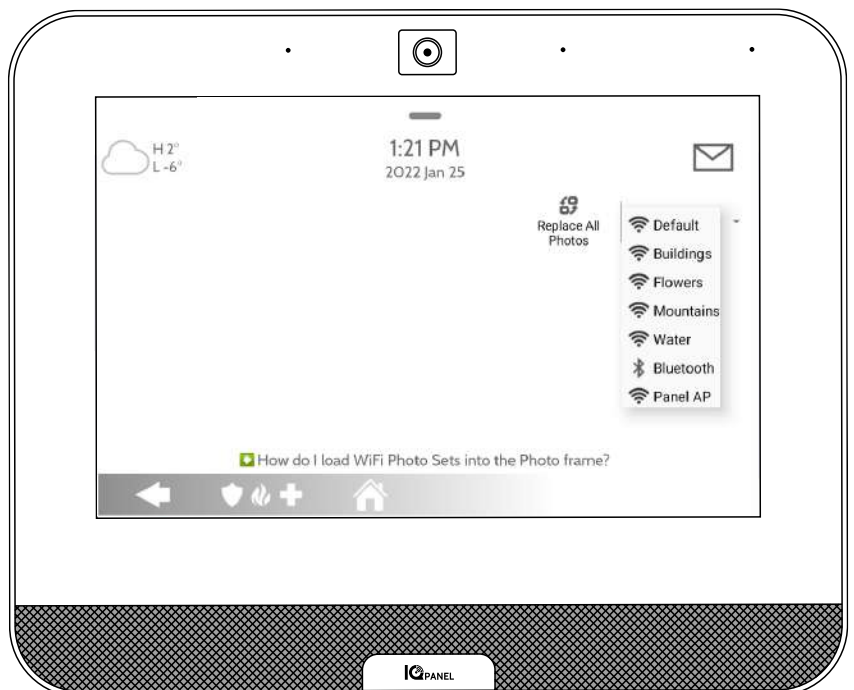 H 2°
L -6°
1:21 PM
2022 Jan 25
Replace All
Photos
Default
Buildings
Flowers
Mountains
Water
Bluetooth
Panel AP
How do I load WiFi Photo Sets into the Photo frame?
IQ PANEL